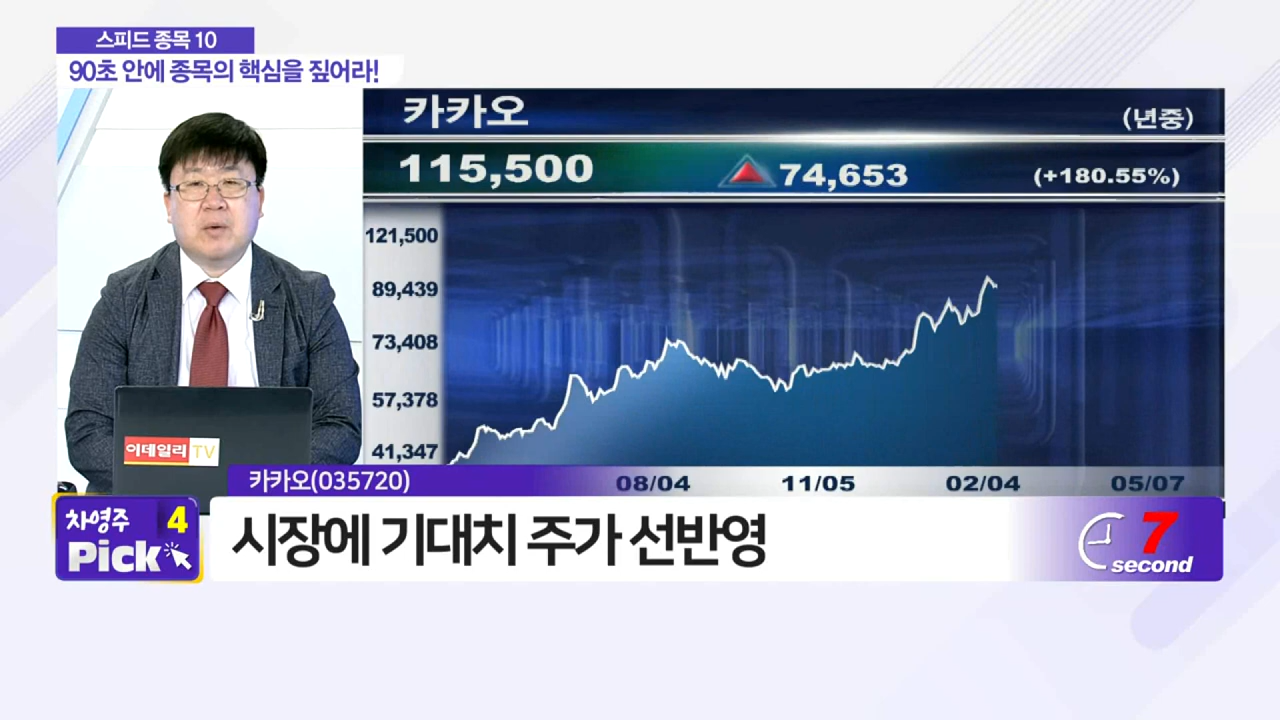 스피드 종목 10
90초 안에 종목의 핵심을 짚어라!
카카오
(년중)
115,500 74,653 (+180.55%)
121,500
89,439
73,408
57,378
41,347
이데일리 TV
08/04 11/05 02/04 05/07
카카오(035720)
차영주 4
Pick
시장에 기대치 주가 선반영
7
second